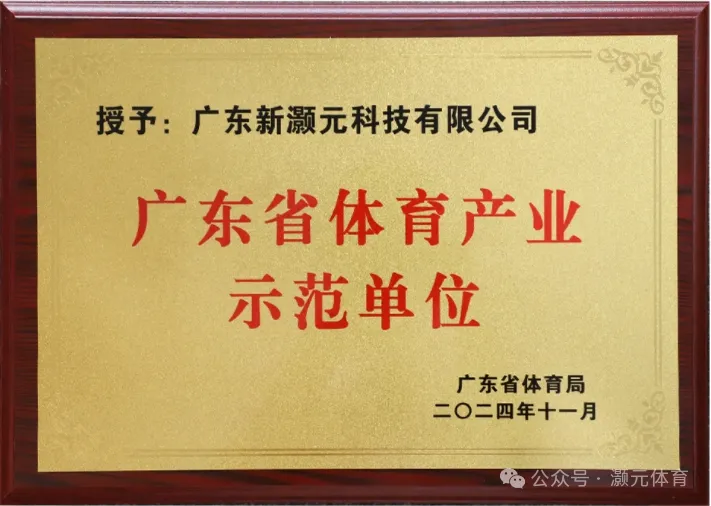 授予：广东新灏元科技有限公司
广东省体育产业
示范单位
广东省体育局
二〇二四年十一月
公众号·灏元体育